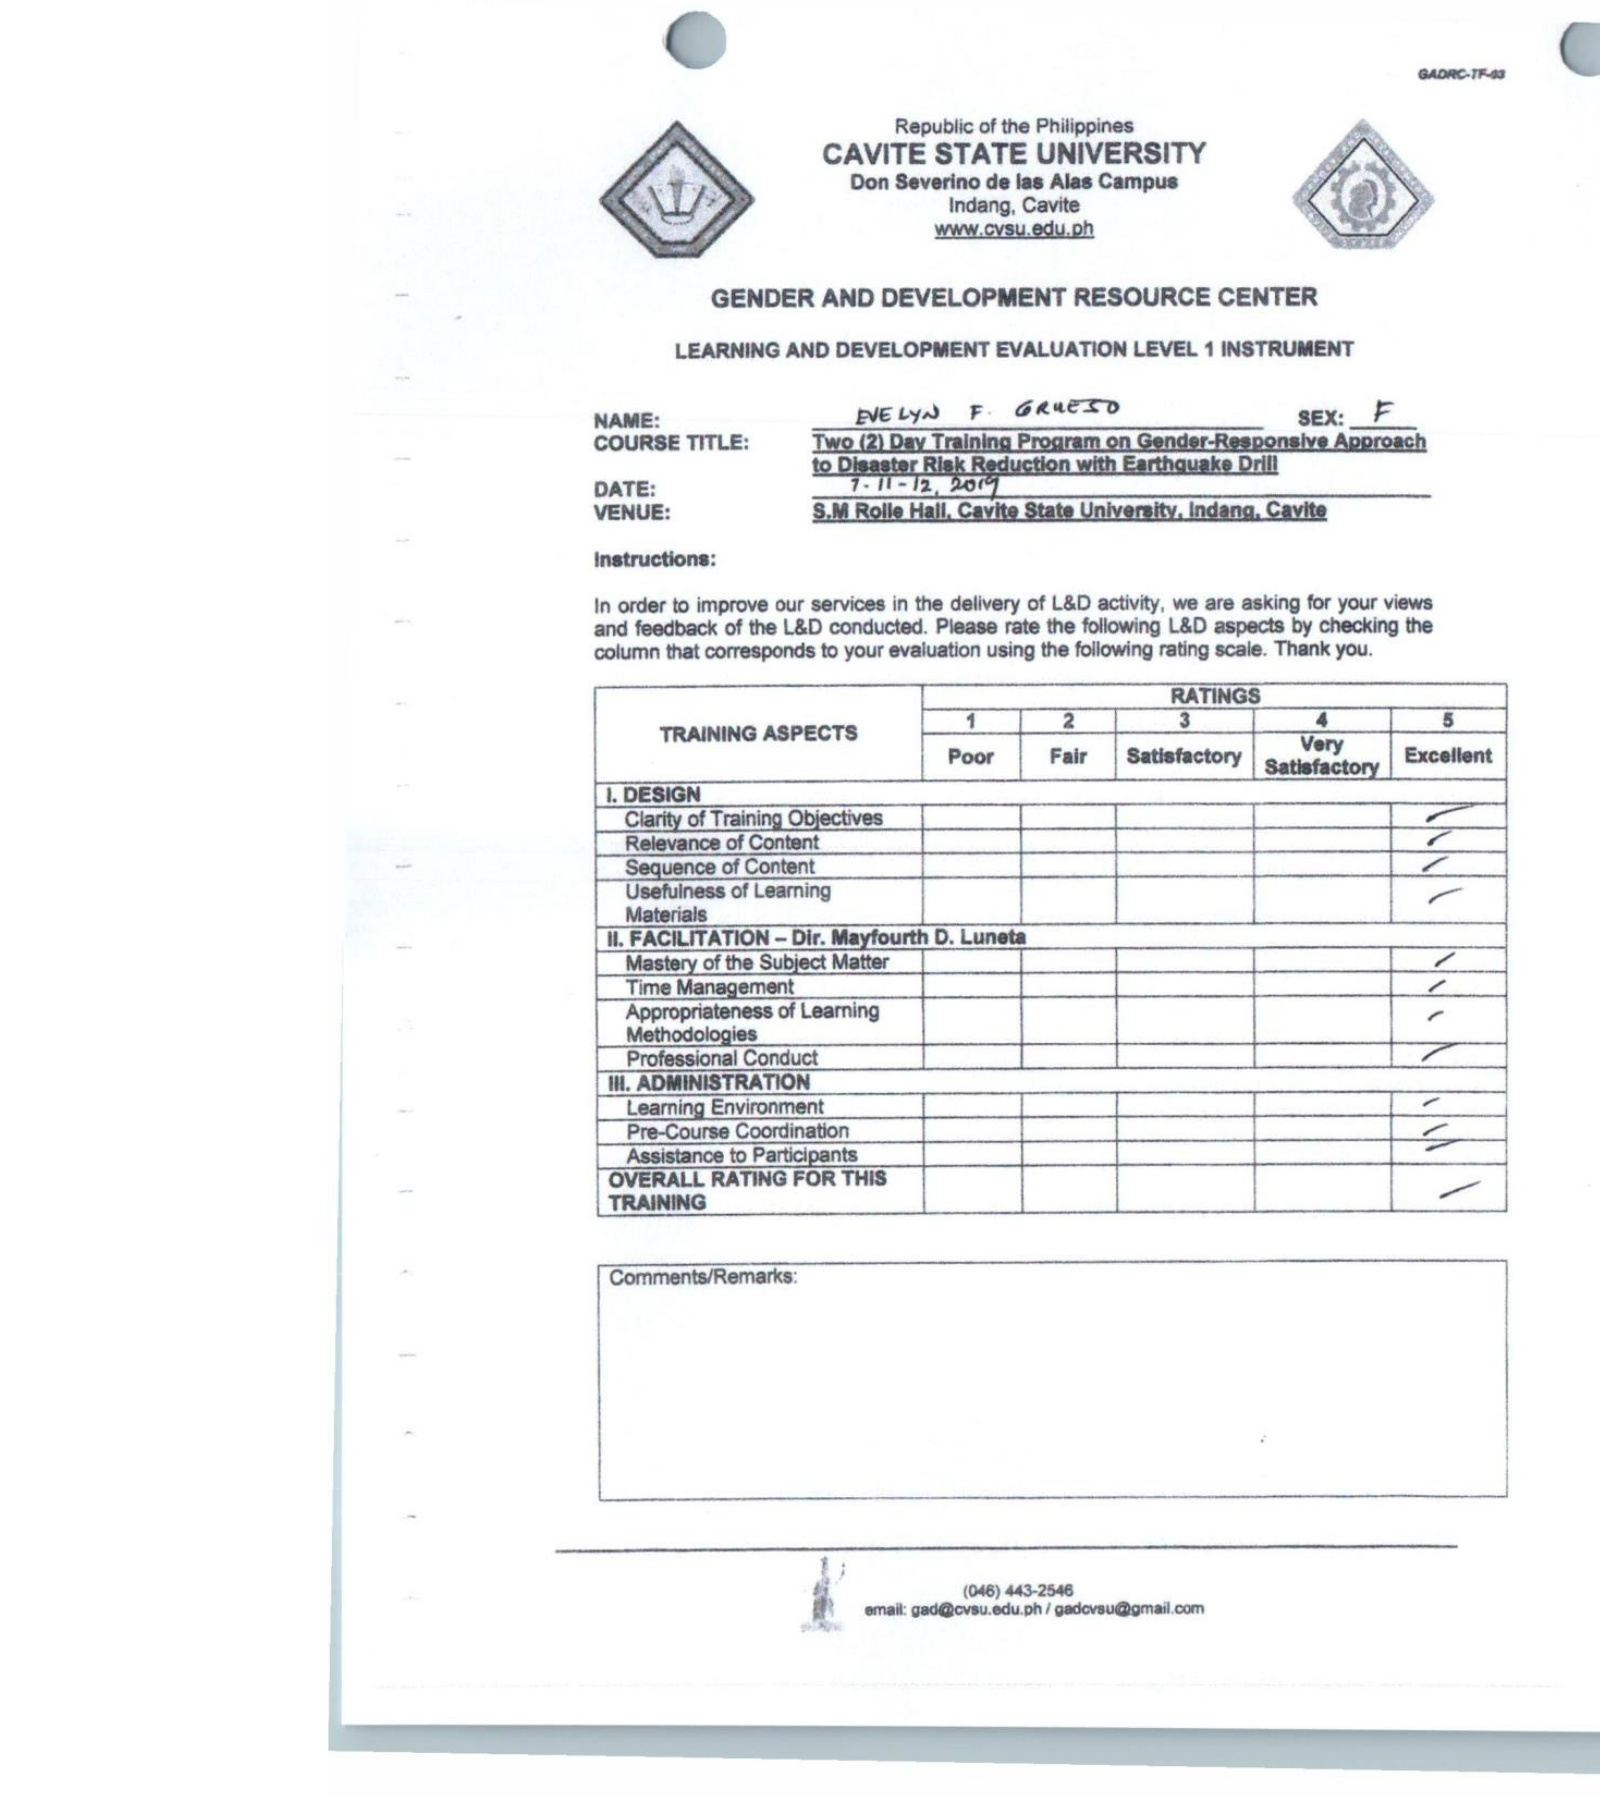 GADRC-TF-03
Republic of the Philippines
CAVITE STATE UNIVERSITY
Don Severino de las Alas Campus
Indang, Cavite
www.cvsu.edu.ph
GENDER AND DEVELOPMENT RESOURCE CENTER
LEARNING AND DEVELOPMENT EVALUATION LEVEL 1 INSTRUMENT
NAME: EVELYN F. GRUESO SEX: F
COURSE TITLE: Two (2) Day Training Program on Gender-Responsive Approach
to Disaster Risk Reduction with Earthquake Drill
DATE: 7-11-12, 2019
VENUE: S.M Rolle Hall, Cavite State University, Indang, Cavite
Instructions:
In order to improve our services in the delivery of L&D activity, we are asking for your views
and feedback of the L&D conducted. Please rate the following L&D aspects by checking the
column that corresponds to your evaluation using the following rating scale. Thank you.
TRAINING ASPECTS
RATINGS
1 2 3 4 5
Poor Fair Satisfactory Very Satisfactory Excellent
I. DESIGN
Clarity of Training Objectives
Relevance of Content
Sequence of Content
Usefulness of Learning
Materials
II. FACILITATION – Dir. Mayfourth D. Luneta
Mastery of the Subject Matter
Time Management
Appropriateness of Learning
Methodologies
Professional Conduct
III. ADMINISTRATION
Learning Environment
Pre-Course Coordination
Assistance to Participants
OVERALL RATING FOR THIS
TRAINING
Comments/Remarks:
(046) 443-2546
email: gad@cvsu.edu.ph / gadcvsu@gmail.com